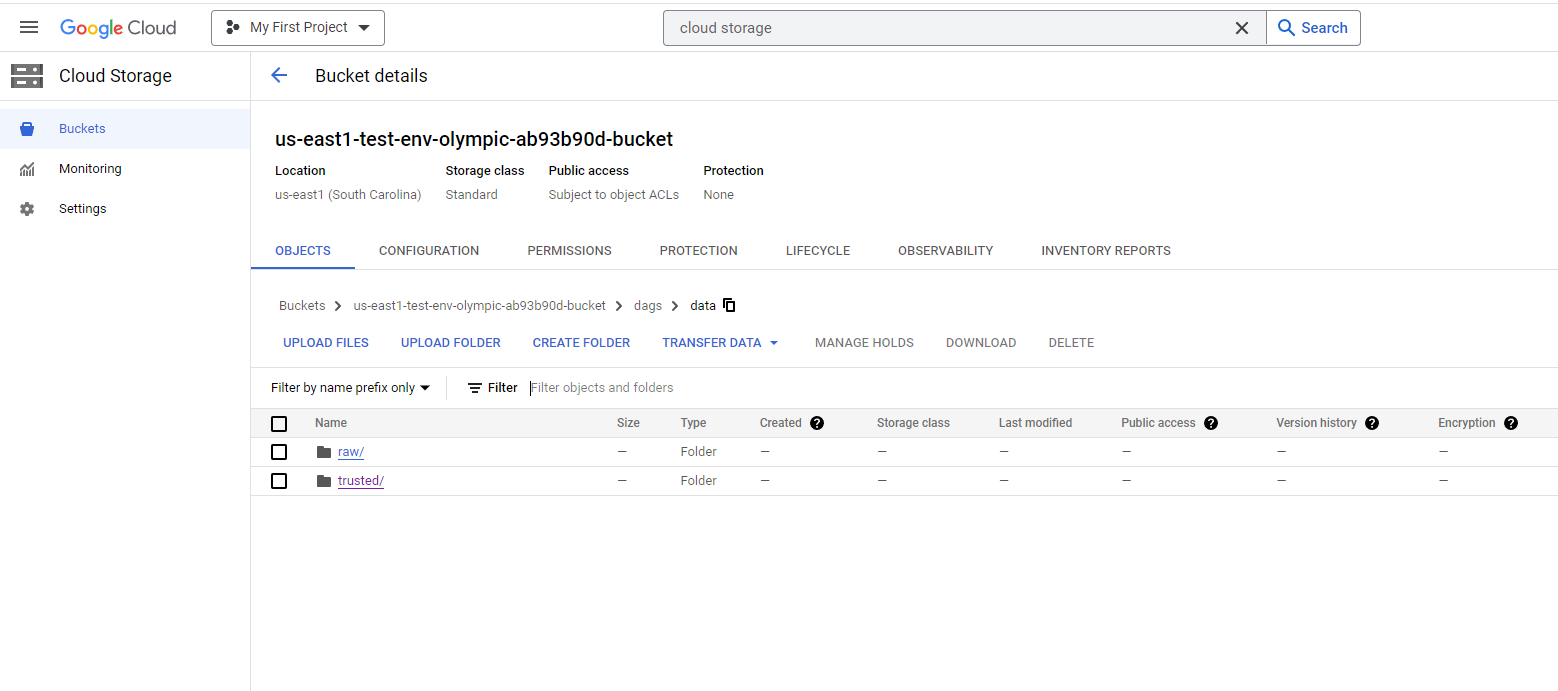 Google Cloud My First Project cloud storage Search
Cloud Storage Bucket details
Buckets
Monitoring
Settings
us-east1-test-env-olympic-ab93b90d-bucket
Location Storage class Public access Protection
us-east1 (South Carolina) Standard Subject to object ACLs None
OBJECTS CONFIGURATION PERMISSIONS PROTECTION LIFECYCLE OBSERVABILITY INVENTORY REPORTS
Buckets us-east1-test-env-olympic-ab93b90d-bucket dags data
UPLOAD FILES UPLOAD FOLDER CREATE FOLDER TRANSFER DATA MANAGE HOLDS DOWNLOAD DELETE
Filter by name prefix only Filter Filter objects and folders
Name Size Type Created ? Storage class Last modified Public access ? Version history ? Encryption ?
raw/ — Folder — — — — — —
trusted/ — Folder — — — — — —